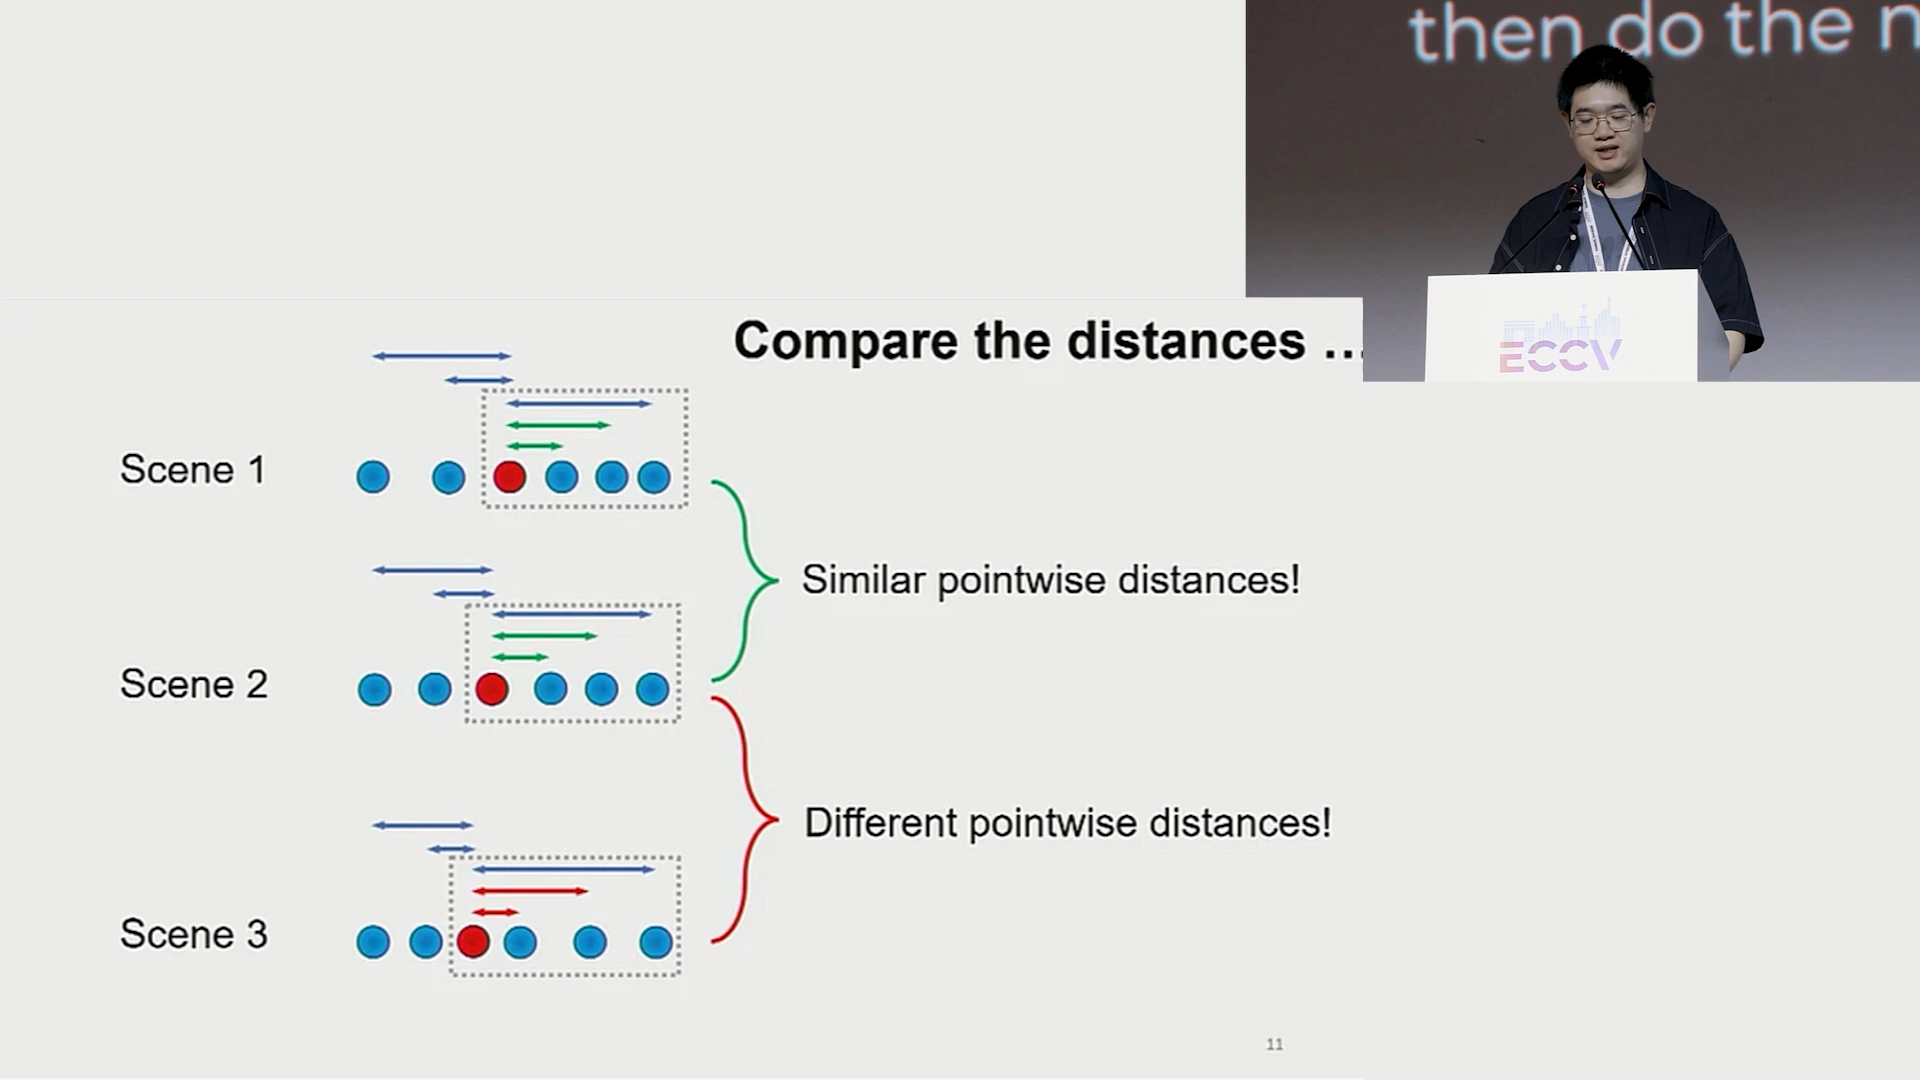 then do the n
ECCV
Compare the distances ...
Scene 1
Similar pointwise distances!
Scene 2
Different pointwise distances!
Scene 3
11